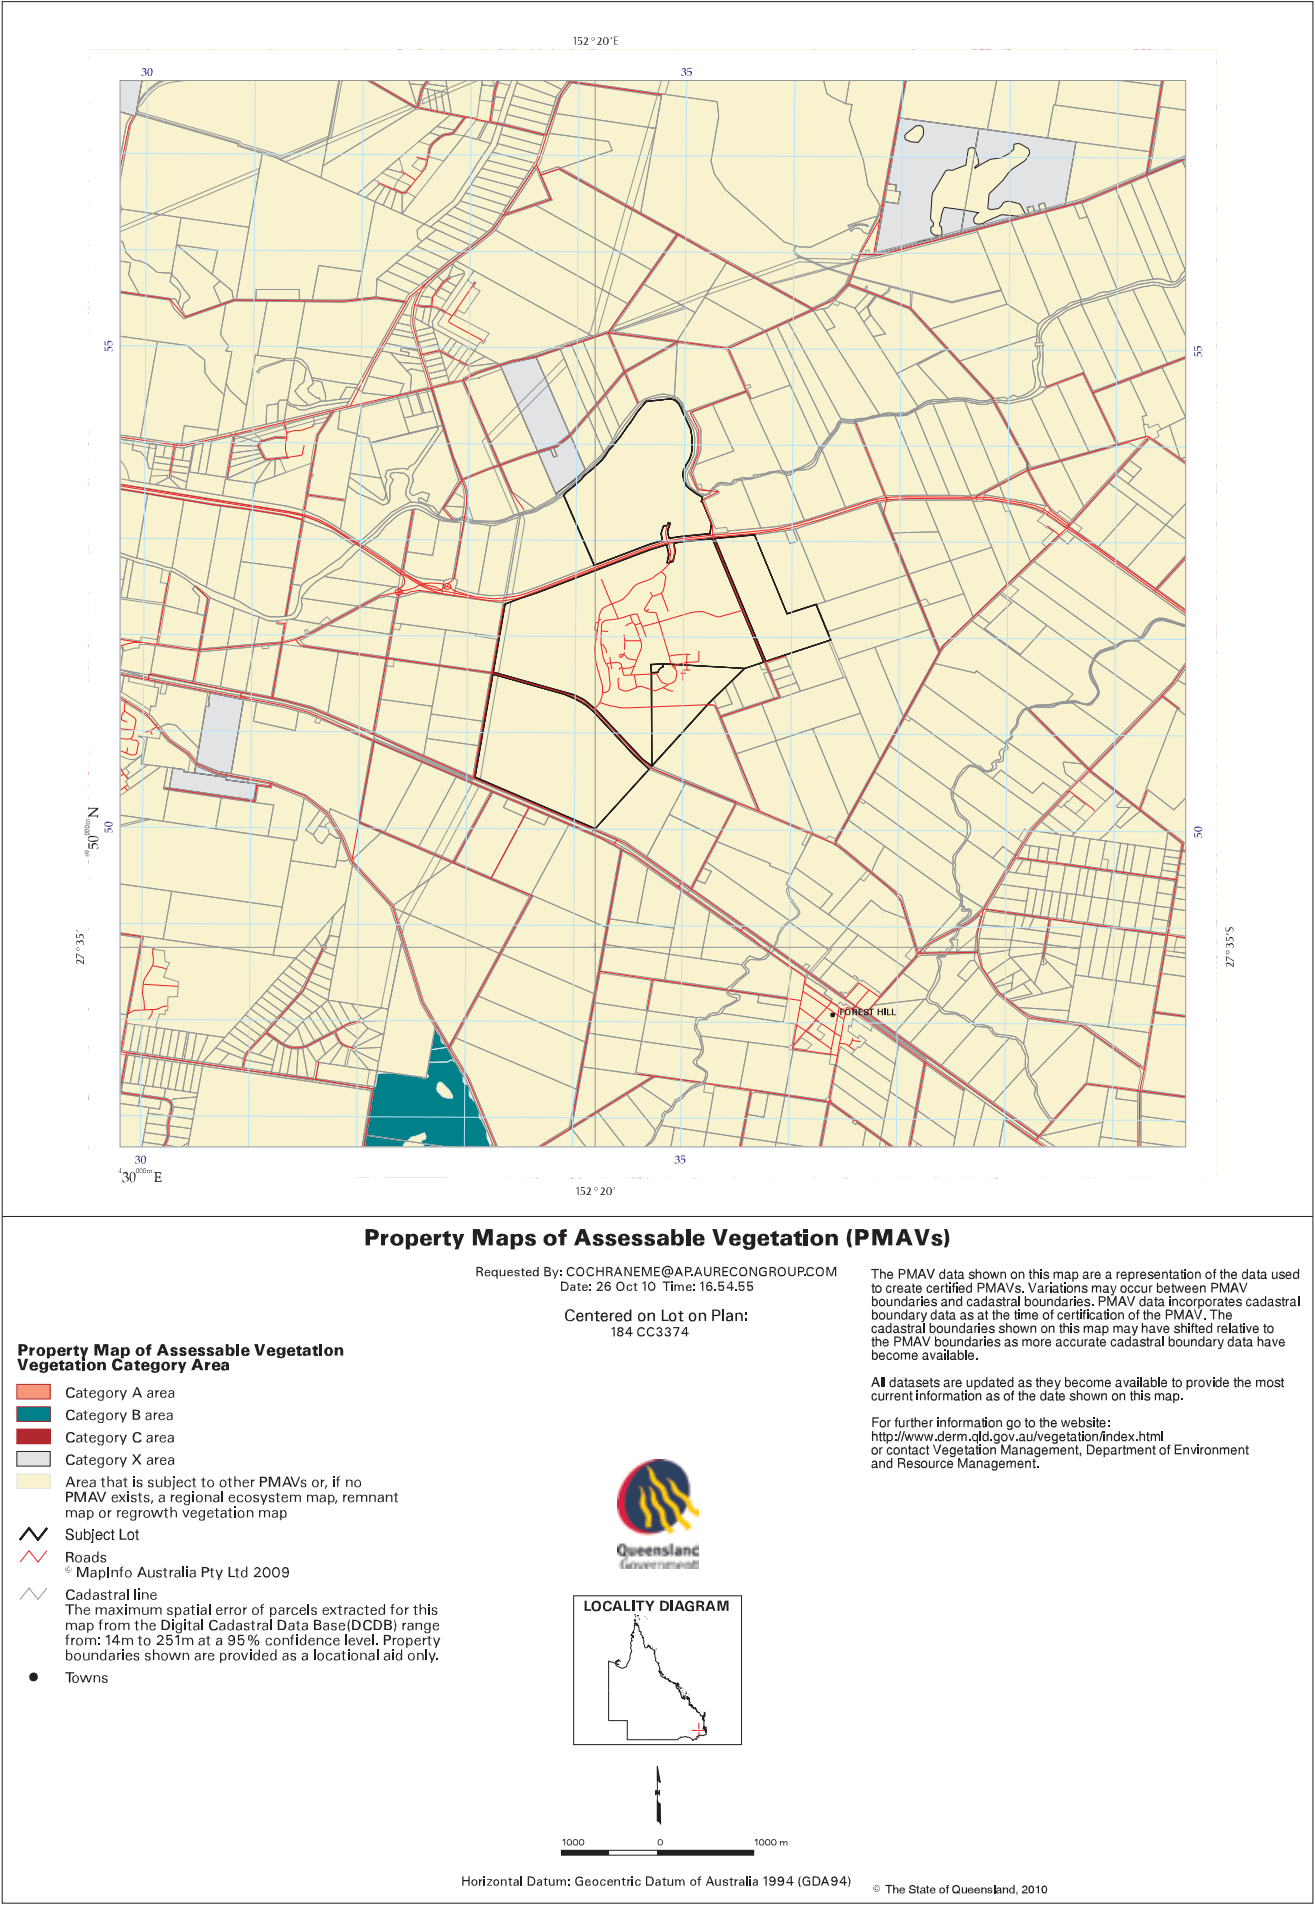 152°20'E
30
35
55
55
50
50
⁶⁹50⁰⁰⁰ᵐN
27°35'
27°35'S
FOREST HILL
30
35
⁴30⁰⁰⁰ᵐE
152°20'
Property Maps of Assessable Vegetation (PMAVs)
Requested By: COCHRANEME@AP.AURECONGROUP.COM
Date: 26 Oct 10 Time: 16.54.55
Centered on Lot on Plan:
184 CC3374
The PMAV data shown on this map are a representation of the data used
to create certified PMAVs. Variations may occur between PMAV
boundaries and cadastral boundaries. PMAV data incorporates cadastral
boundary data as at the time of certification of the PMAV. The
cadastral boundaries shown on this map may have shifted relative to
the PMAV boundaries as more accurate cadastral boundary data have
become available.
All datasets are updated as they become available to provide the most
current information as of the date shown on this map.
For further information go to the website:
http://www.derm.qld.gov.au/vegetation/index.html
or contact Vegetation Management, Department of Environment
and Resource Management.
Property Map of Assessable Vegetation
Vegetation Category Area
Category A area
Category B area
Category C area
Category X area
Area that is subject to other PMAVs or, if no
PMAV exists, a regional ecosystem map, remnant
map or regrowth vegetation map
Subject Lot
Roads
© MapInfo Australia Pty Ltd 2009
Cadastral line
The maximum spatial error of parcels extracted for this
map from the Digital Cadastral Data Base(DCDB) range
from: 14m to 251m at a 95% confidence level. Property
boundaries shown are provided as a locational aid only.
Towns
Queensland
Government
LOCALITY DIAGRAM
1000
0
1000 m
Horizontal Datum: Geocentric Datum of Australia 1994 (GDA94)
© The State of Queensland, 2010